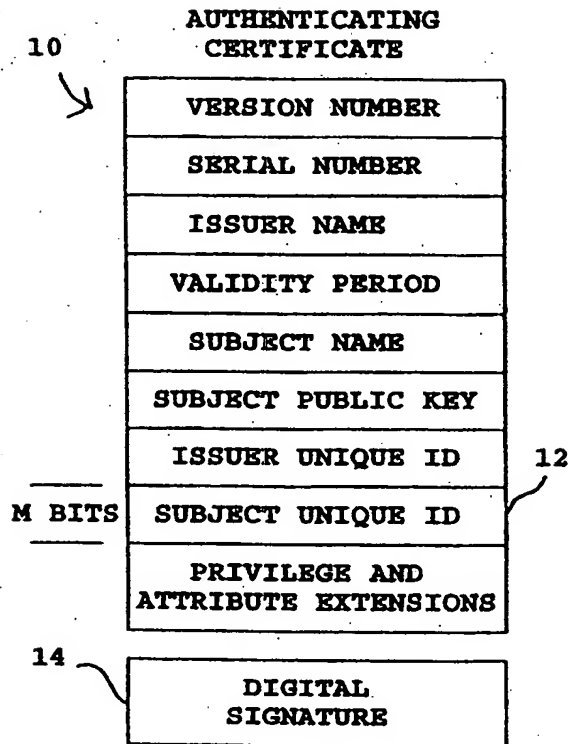 AUTHENTICATING
CERTIFICATE
10
VERSION NUMBER
SERIAL NUMBER
ISSUER NAME
VALIDITY PERIOD
SUBJECT NAME
SUBJECT PUBLIC KEY
ISSUER UNIQUE ID
12
M BITS
SUBJECT UNIQUE ID
PRIVILEGE AND
ATTRIBUTE EXTENSIONS
14
DIGITAL
SIGNATURE